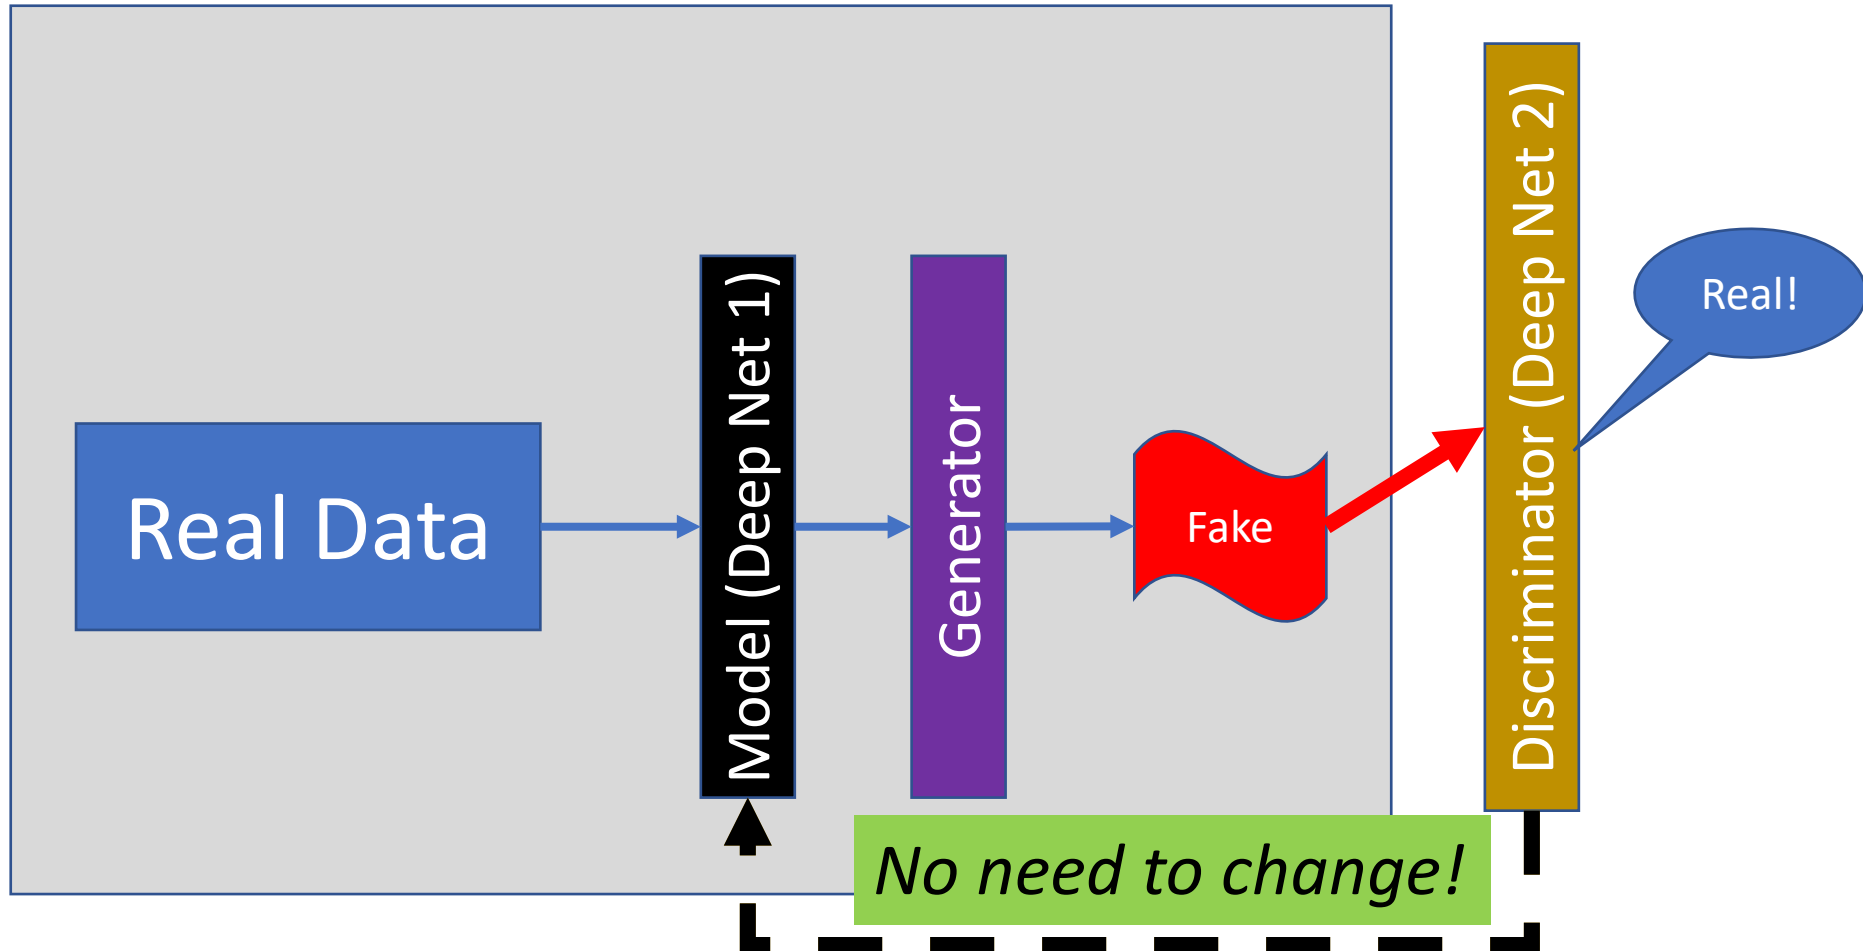 Real Data
Model (Deep Net 1)
Generator
Fake
Discriminator (Deep Net 2)
Real!
No need to change!